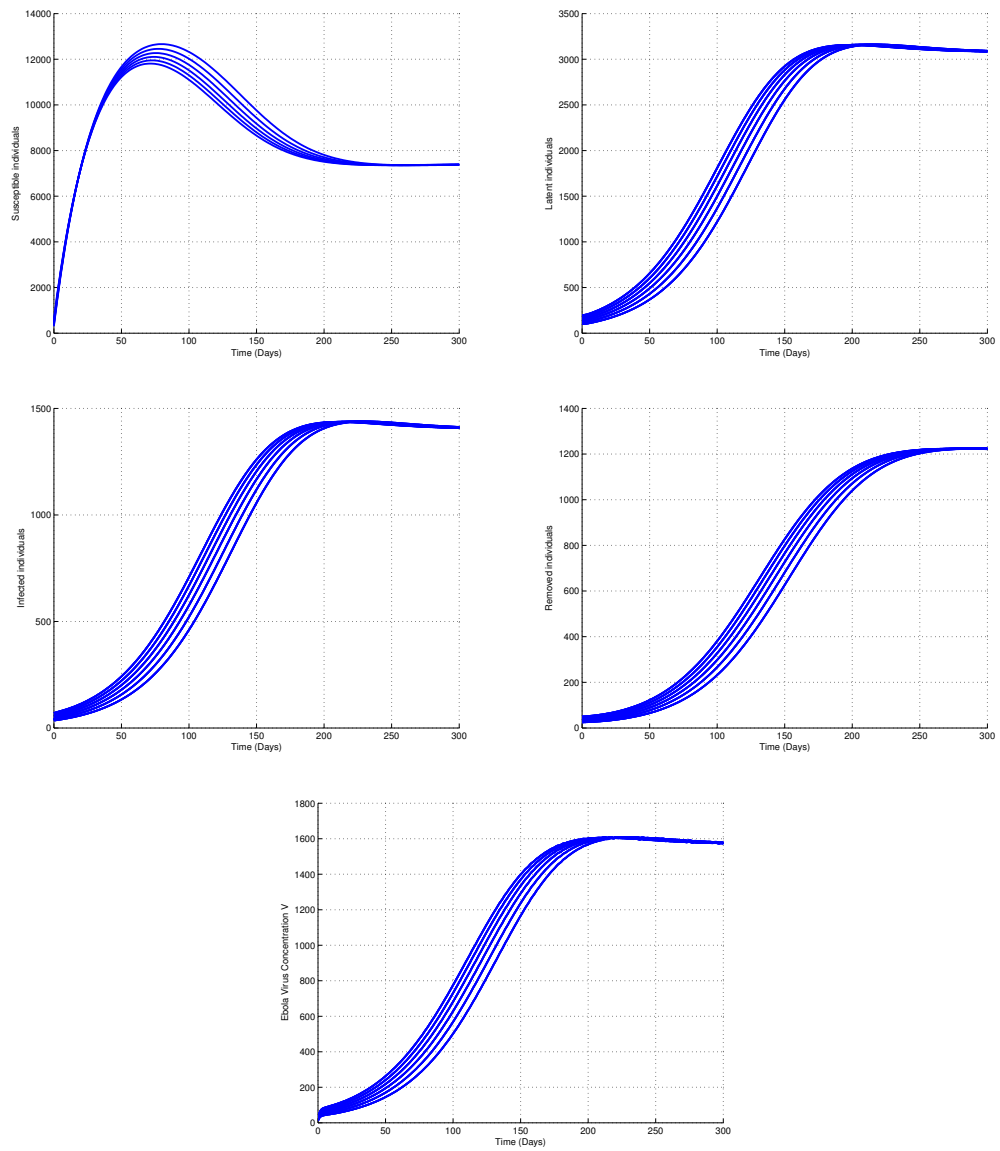 14000
12000
10000
8000
6000
4000
2000
0
Susceptible individuals
0 50 100 150 200 250 300
Time (Days)
3500
3000
2500
2000
1500
1000
500
0
Latent individuals
0 50 100 150 200 250 300
Time (Days)
1500
1000
500
0
Infected individuals
0 50 100 150 200 250 300
Time (Days)
1400
1200
1000
800
600
400
200
0
Removed individuals
0 50 100 150 200 250 300
Time (Days)
1800
1600
1400
1200
1000
800
600
400
200
0
Ebola Virus Concentration V
0 50 100 150 200 250 300
Time (Days)